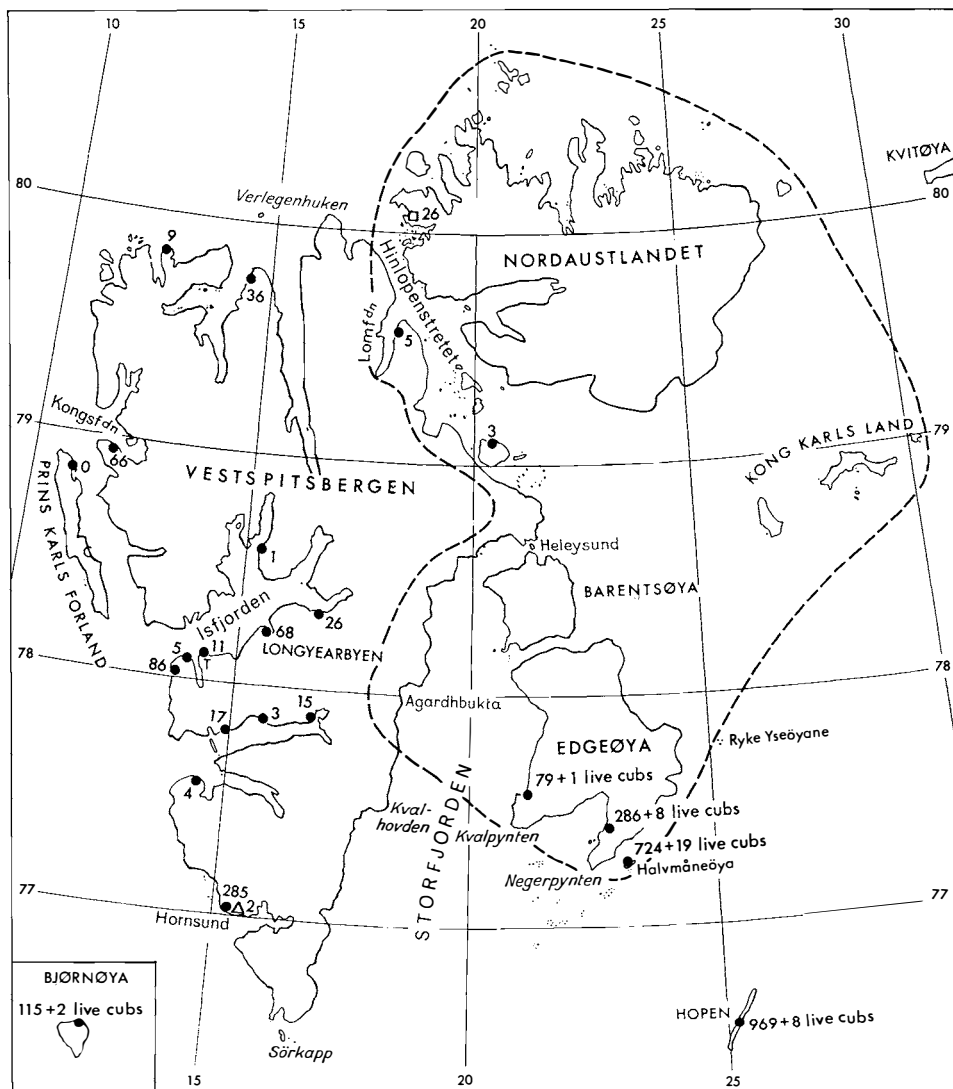 10
15
20
25
30
KVITØYA
80
80
Verlegenhuken
26
9
Hinlopenstretet
NORDAUSTLANDET
36
Lomfdn
5
79
Kongsfdn
3
79
66
0
KONG KARLS LAND
VESTSPITSBERGEN
PRINS KARLS FORLAND
1
Heleysund
BARENTSØYA
Isfjorden
26
68
LONGYEARBYEN
11
5
T
86
78
78
Agardhbukta
15
3
17
Ryke Yseöyane
EDGEØYA
79+1 live cubs
4
Kval-
hovden
STORFJORDEN
Kvalpynten
286+8 live cubs
724+19 live cubs
Halvmåneöya
Negerpynten
77
77
285
2
Hornsund
BJØRNØYA
115+2 live cubs
HOPEN
969+8 live cubs
Sörkapp
15
20
25